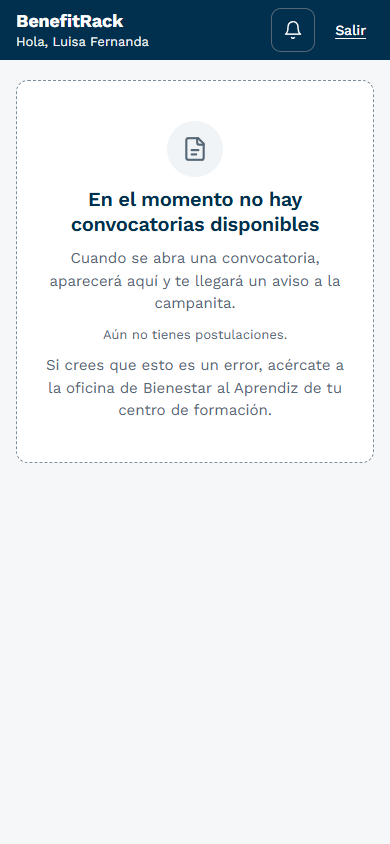 BenefitRack
Hola, Luisa Fernanda
Salir
En el momento no hay
convocatorias disponibles
Cuando se abra una convocatoria,
aparecerá aquí y te llegará un aviso a la
campanita.
Aún no tienes postulaciones.
Si crees que esto es un error, acércate a
la oficina de Bienestar al Aprendiz de tu
centro de formación.